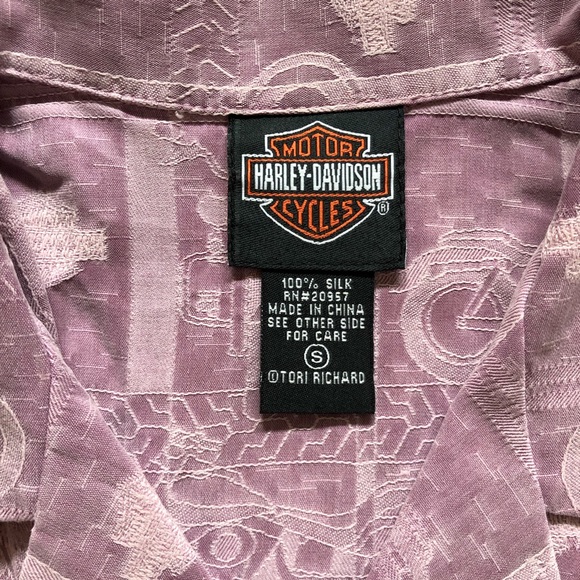 MOTOR
HARLEY-DAVIDSON
CYCLES
®
100% SILK
RN#20957
MADE IN CHINA
SEE OTHER SIDE
FOR CARE
S
©TORI RICHARD